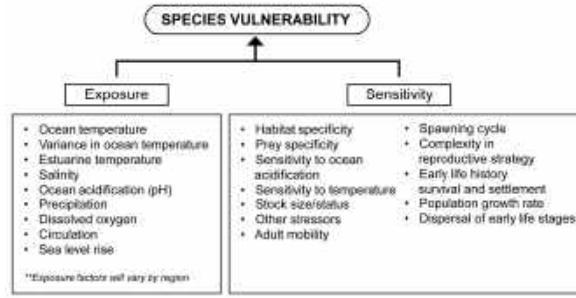 SPECIES VULNERABILITY
Exposure
• Ocean temperature
• Variance in ocean temperature
• Estuarine temperature
• Salinity
• Ocean acidification (pH)
• Precipitation
• Dissolved oxygen
• Circulation
• Sea level rise
**Exposure factors will vary by region
Sensitivity
• Habitat specificity
• Prey specificity
• Sensitivity to ocean
acidification
• Sensitivity to temperature
• Stock size/status
• Other stressors
• Adult mobility
• Spawning cycle
• Complexity in
reproductive strategy
• Early life history
survival and settlement
• Population growth rate
• Dispersal of early life stages